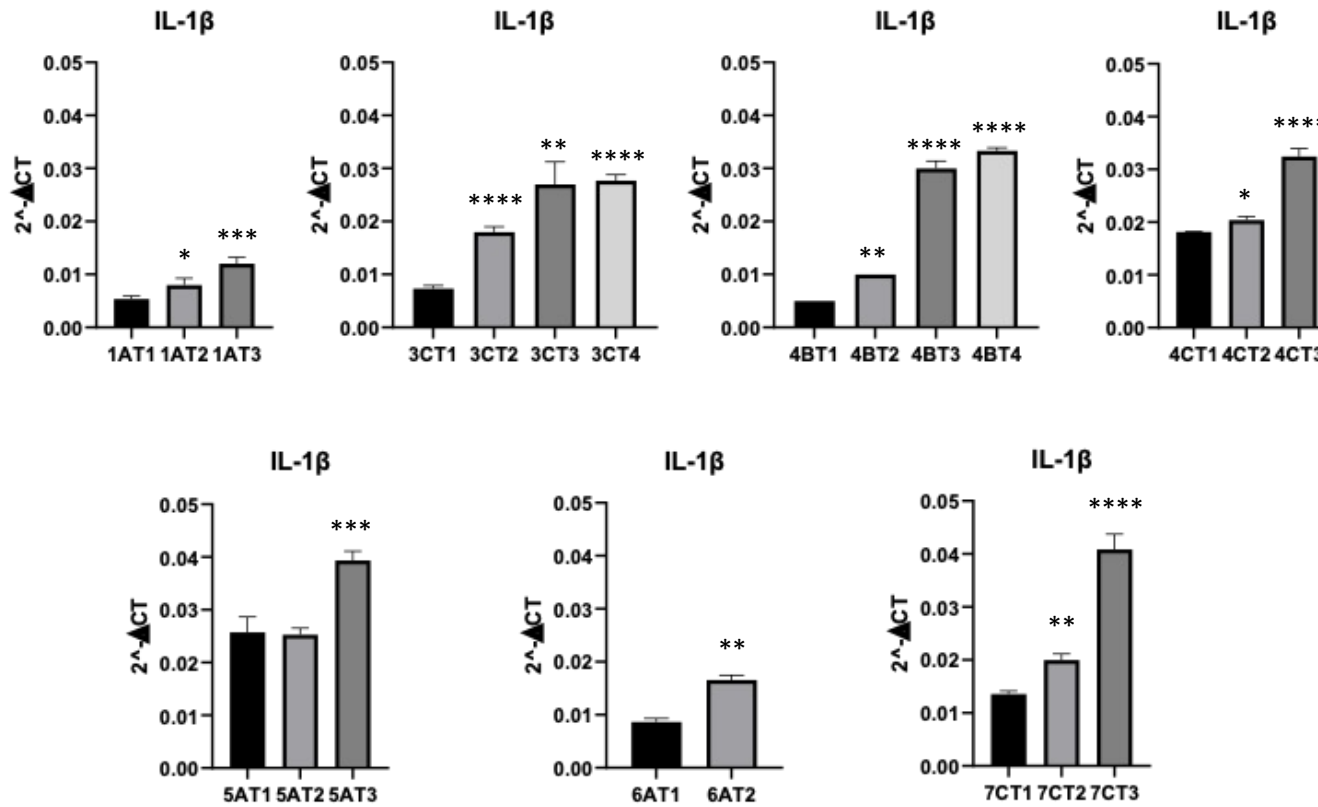 IL-1β
0.05
0.04
0.03
0.02
0.01
0.00
2^-▲CT
*
***
1AT1 1AT2 1AT3
IL-1β
0.05
0.04
0.03
0.02
0.01
0.00
2^-▲CT
****
**
****
3CT1 3CT2 3CT3 3CT4
IL-1β
0.05
0.04
0.03
0.02
0.01
0.00
2^-▲CT
**
****
****
4BT1 4BT2 4BT3 4BT4
IL-1β
0.05
0.04
0.03
0.02
0.01
0.00
2^-▲CT
*
****
4CT1 4CT2 4CT3
IL-1β
0.05
0.04
0.03
0.02
0.01
0.00
2^-▲CT
***
5AT1 5AT2 5AT3
IL-1β
0.05
0.04
0.03
0.02
0.01
0.00
2^-▲CT
**
6AT1 6AT2
IL-1β
0.05
0.04
0.03
0.02
0.01
0.00
2^-▲CT
**
****
7CT1 7CT2 7CT3